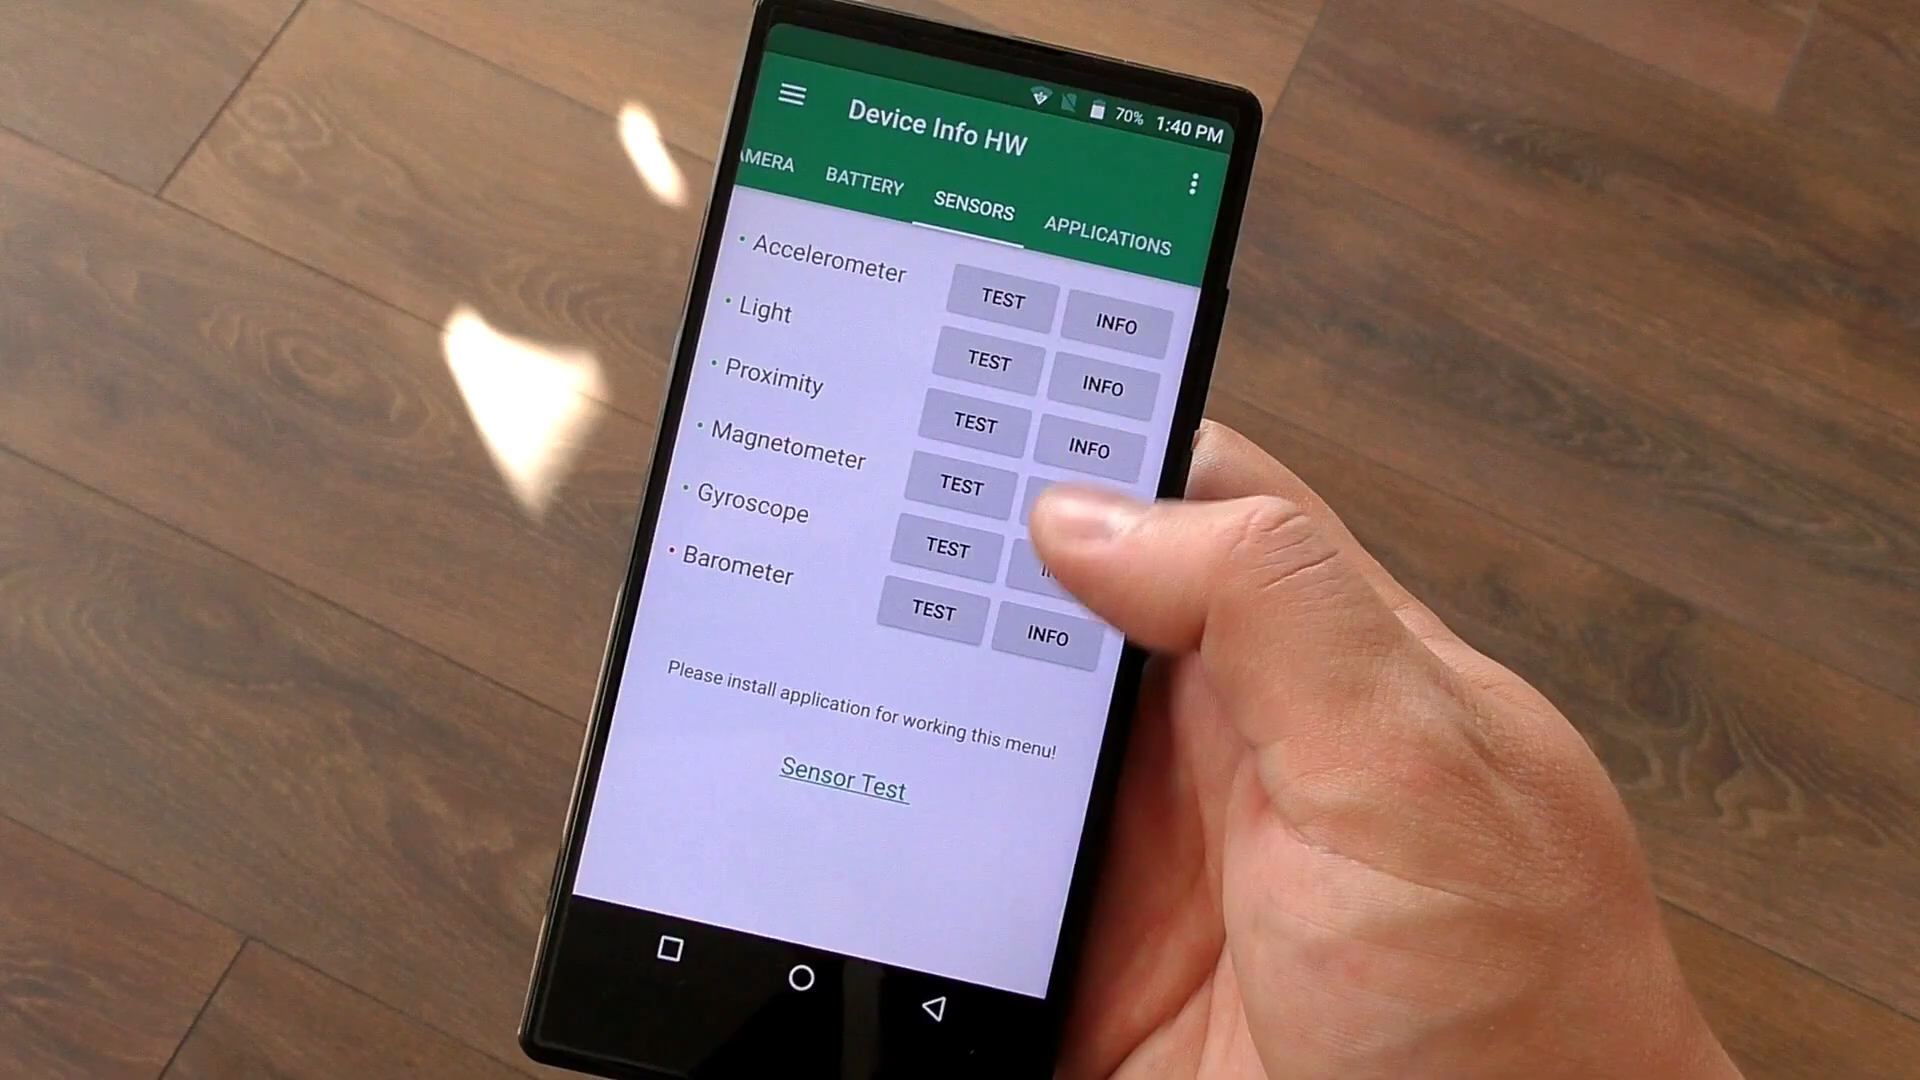 70% 1:40 PM
Device Info HW
AMERA BATTERY SENSORS APPLICATIONS
Accelerometer TEST INFO
Light TEST INFO
Proximity TEST INFO
Magnetometer TEST
Gyroscope TEST
Barometer TEST INFO
Please install application for working this menu!
Sensor Test